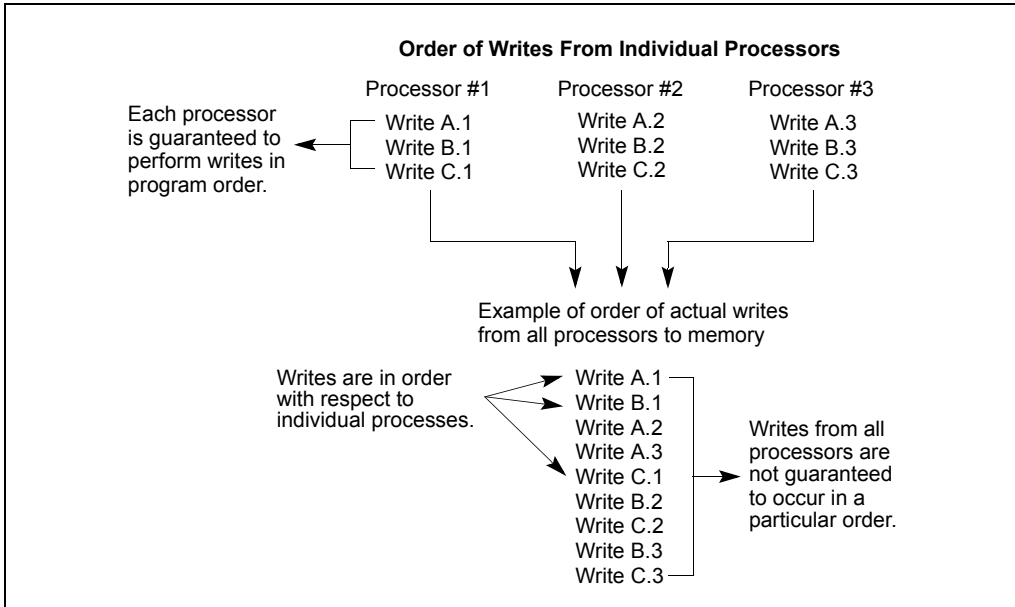 Order of Writes From Individual Processors
Processor #1
Processor #2
Processor #3
Each processor
is guaranteed to
perform writes in
program order.
Write A.1
Write B.1
Write C.1
Write A.2
Write B.2
Write C.2
Write A.3
Write B.3
Write C.3
Example of order of actual writes
from all processors to memory
Writes are in order
with respect to
individual processes.
Write A.1
Write B.1
Write A.2
Write A.3
Write C.1
Write B.2
Write C.2
Write B.3
Write C.3
Writes from all
processors are
not guaranteed
to occur in a
particular order.